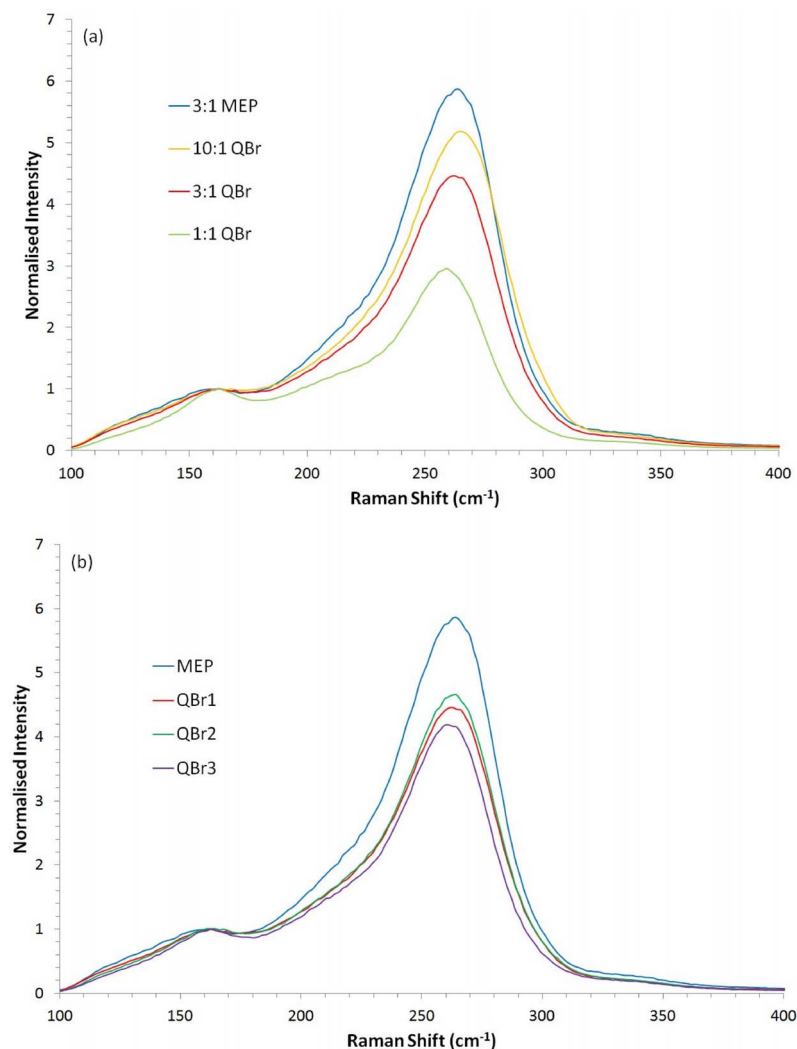 (a)
7
6
5
4
3
2
1
0
Normalised Intensity
3:1 MEP
10:1 QBr
3:1 QBr
1:1 QBr
100 150 200 250 300 350 400
Raman Shift (cm⁻¹)
(b)
7
6
5
4
3
2
1
0
Normalised Intensity
MEP
QBr1
QBr2
QBr3
100 150 200 250 300 350 400
Raman Shift (cm⁻¹)